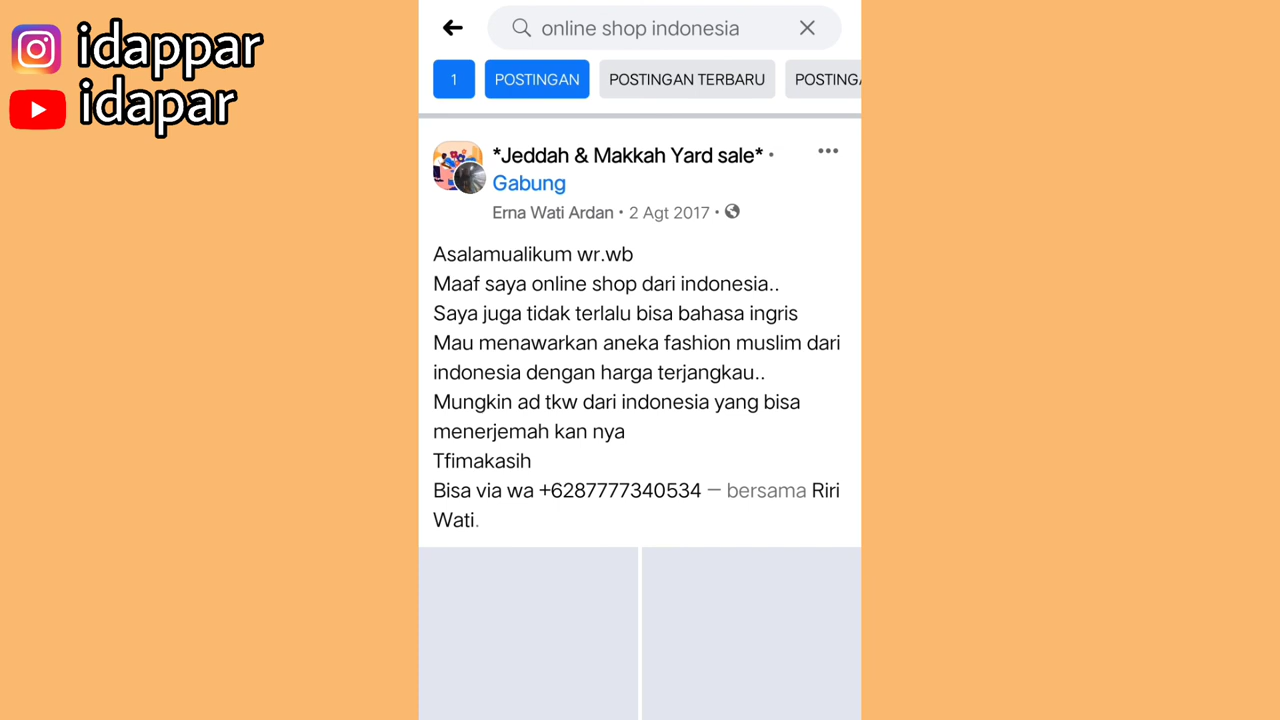 idappar
idapar
online shop indonesia
1
POSTINGAN
POSTINGAN TERBARU
POSTINGA
*Jeddah & Makkah Yard sale* •
Gabung
Erna Wati Ardan • 2 Agt 2017 •
Asalamualikum wr.wb
Maaf saya online shop dari indonesia..
Saya juga tidak terlalu bisa bahasa ingris
Mau menawarkan aneka fashion muslim dari
indonesia dengan harga terjangkau..
Mungkin ad tkw dari indonesia yang bisa
menerjemah kan nya
Tfimakasih
Bisa via wa +6287777340534 — bersama Riri
Wati.